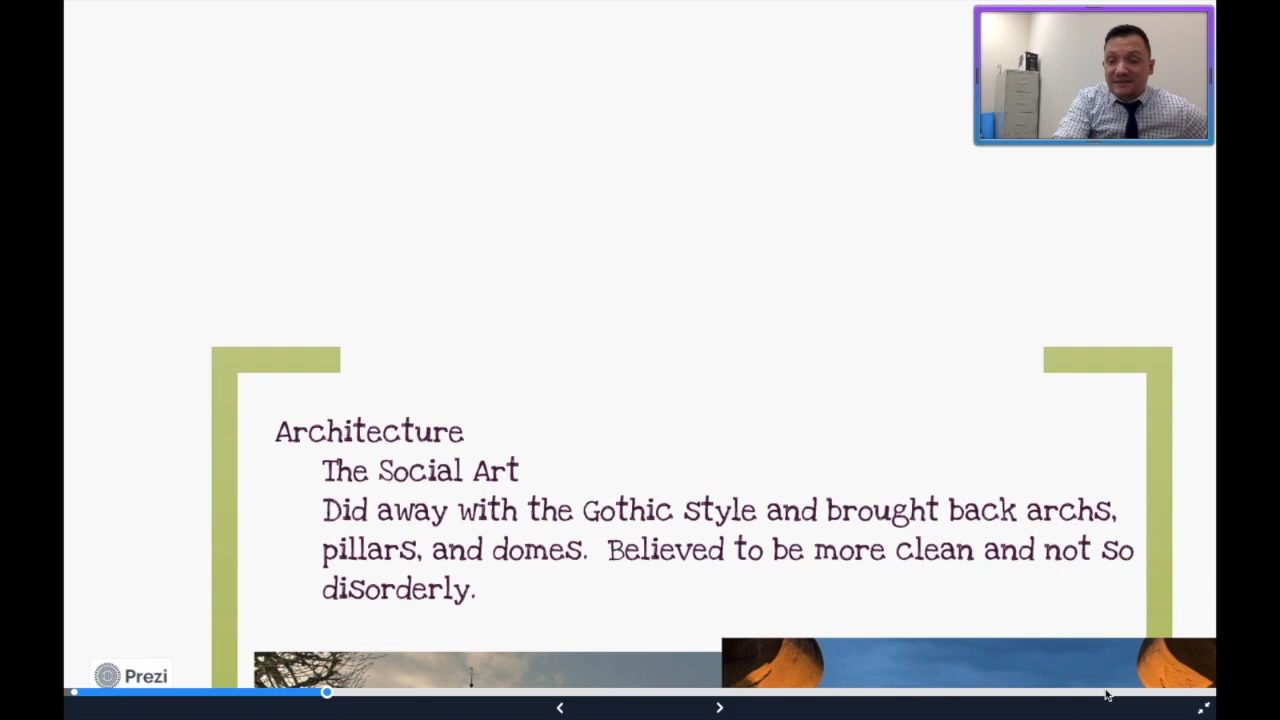 Architecture
The Social Art
Did away with the Gothic style and brought back archs,
pillars, and domes. Believed to be more clean and not so
disorderly.
Prezi